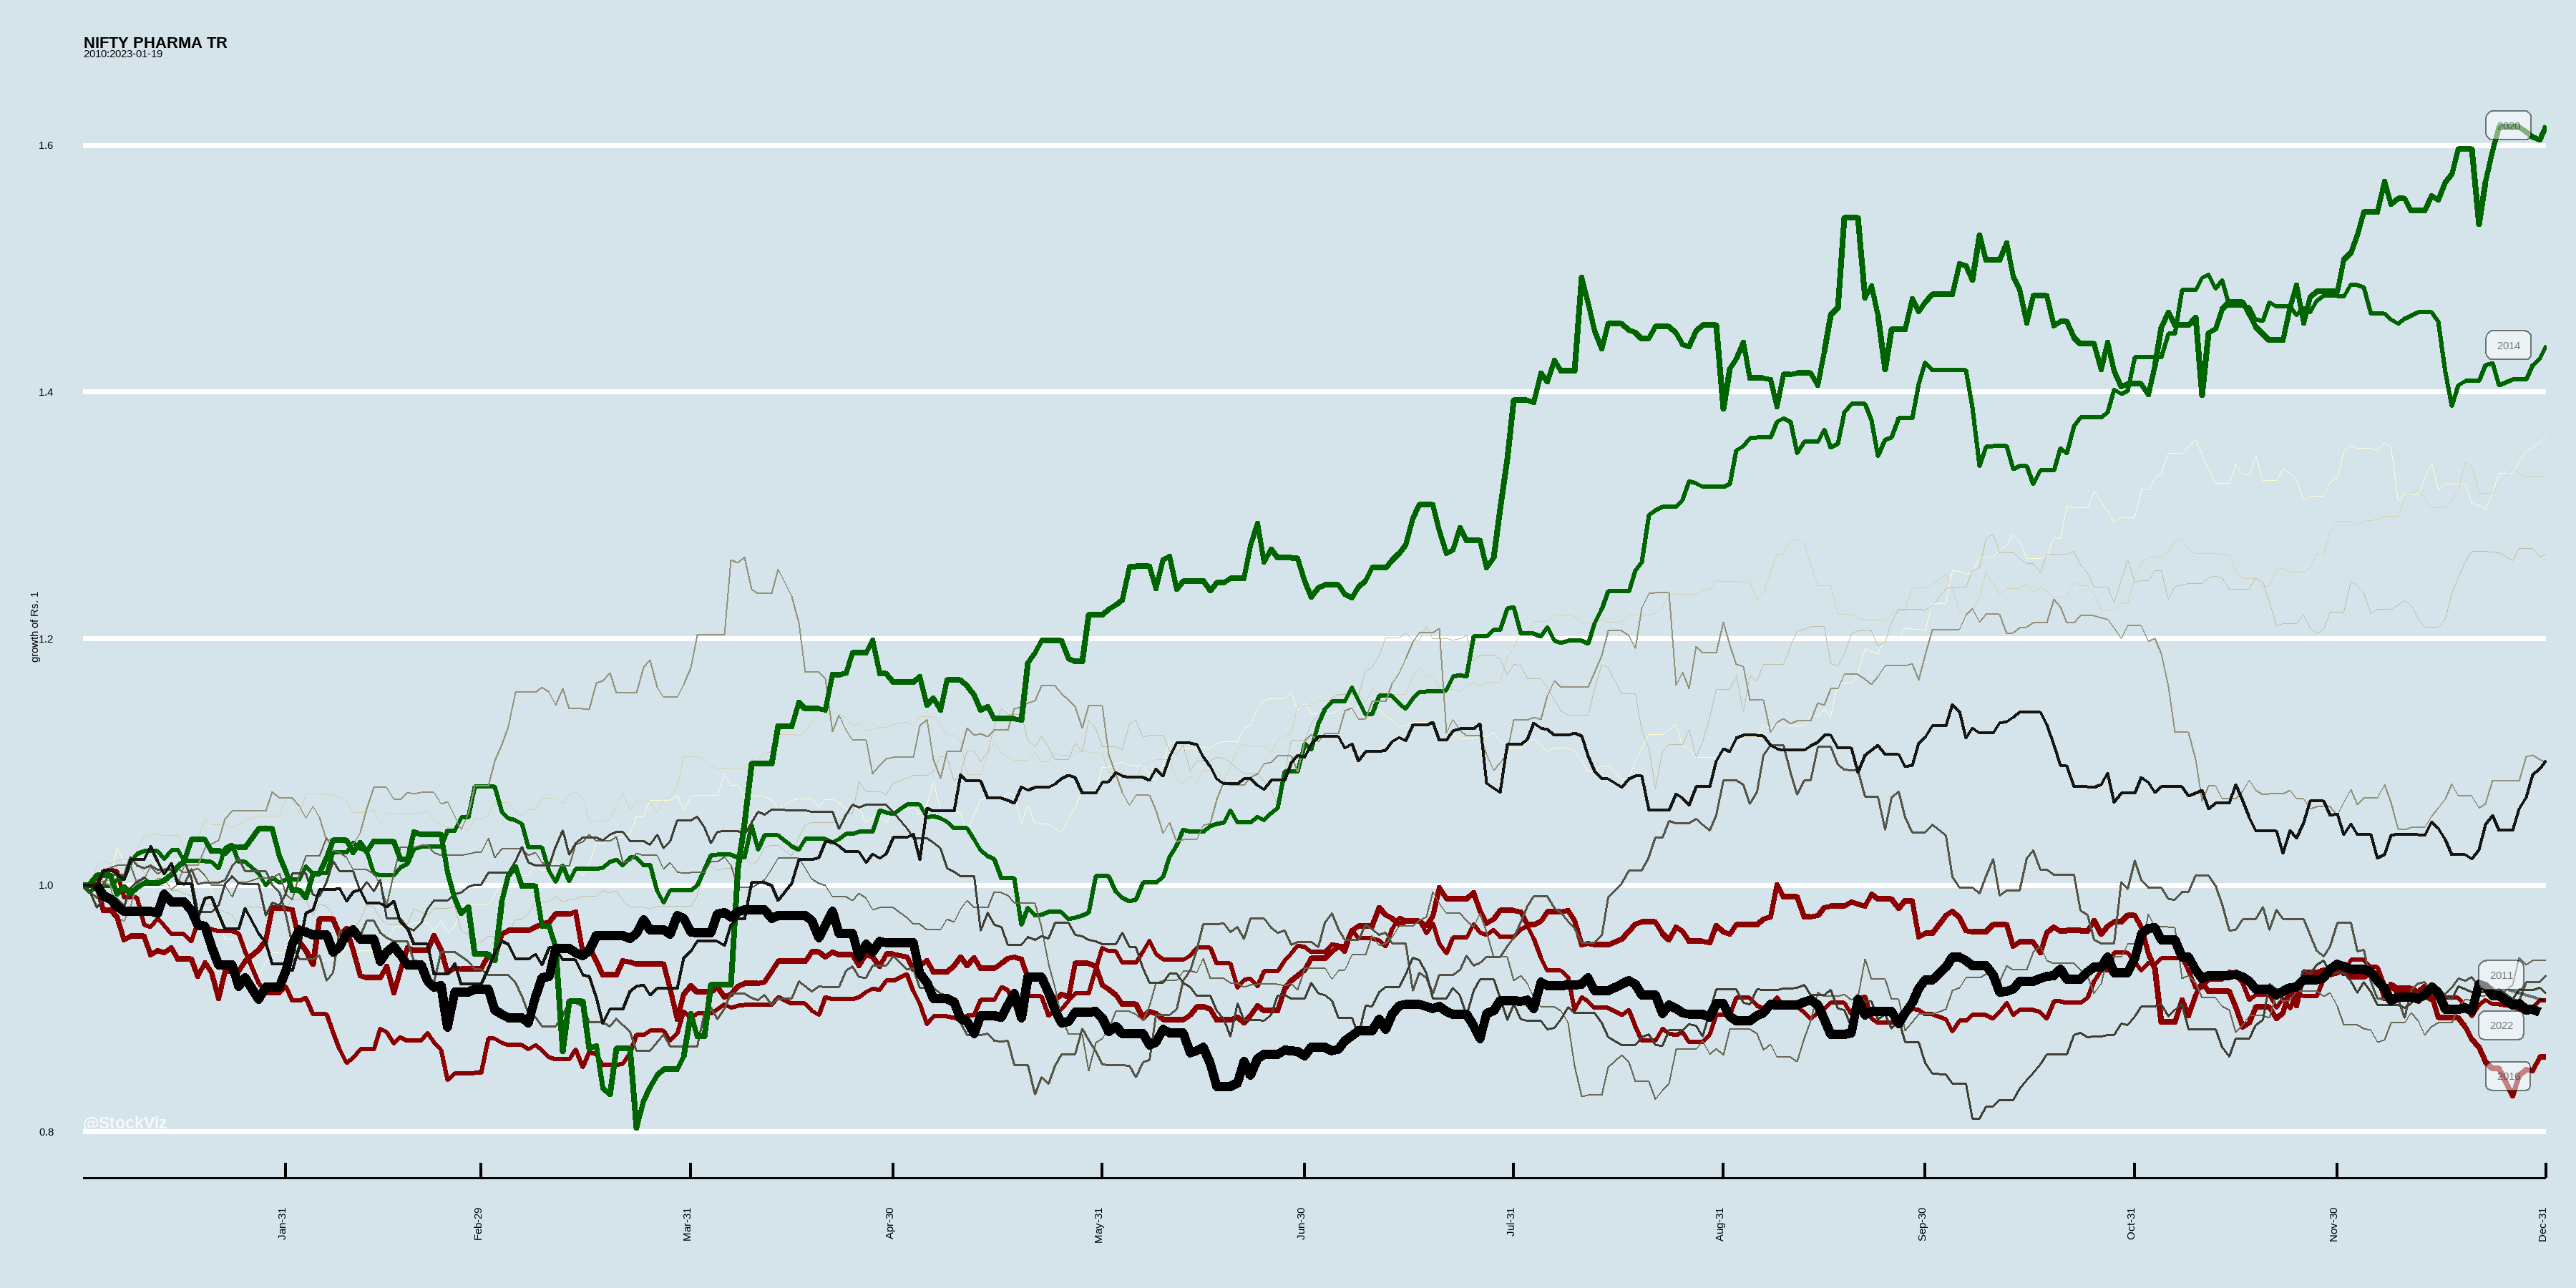 NIFTY PHARMA TR
2010:2023-01-19
1.6
1.4
1.2
1.0
0.8
growth of Rs. 1
2020
2014
2011
2022
2016
@StockViz
Jan-31
Feb-29
Mar-31
Apr-30
May-31
Jun-30
Jul-31
Aug-31
Sep-30
Oct-31
Nov-30
Dec-31